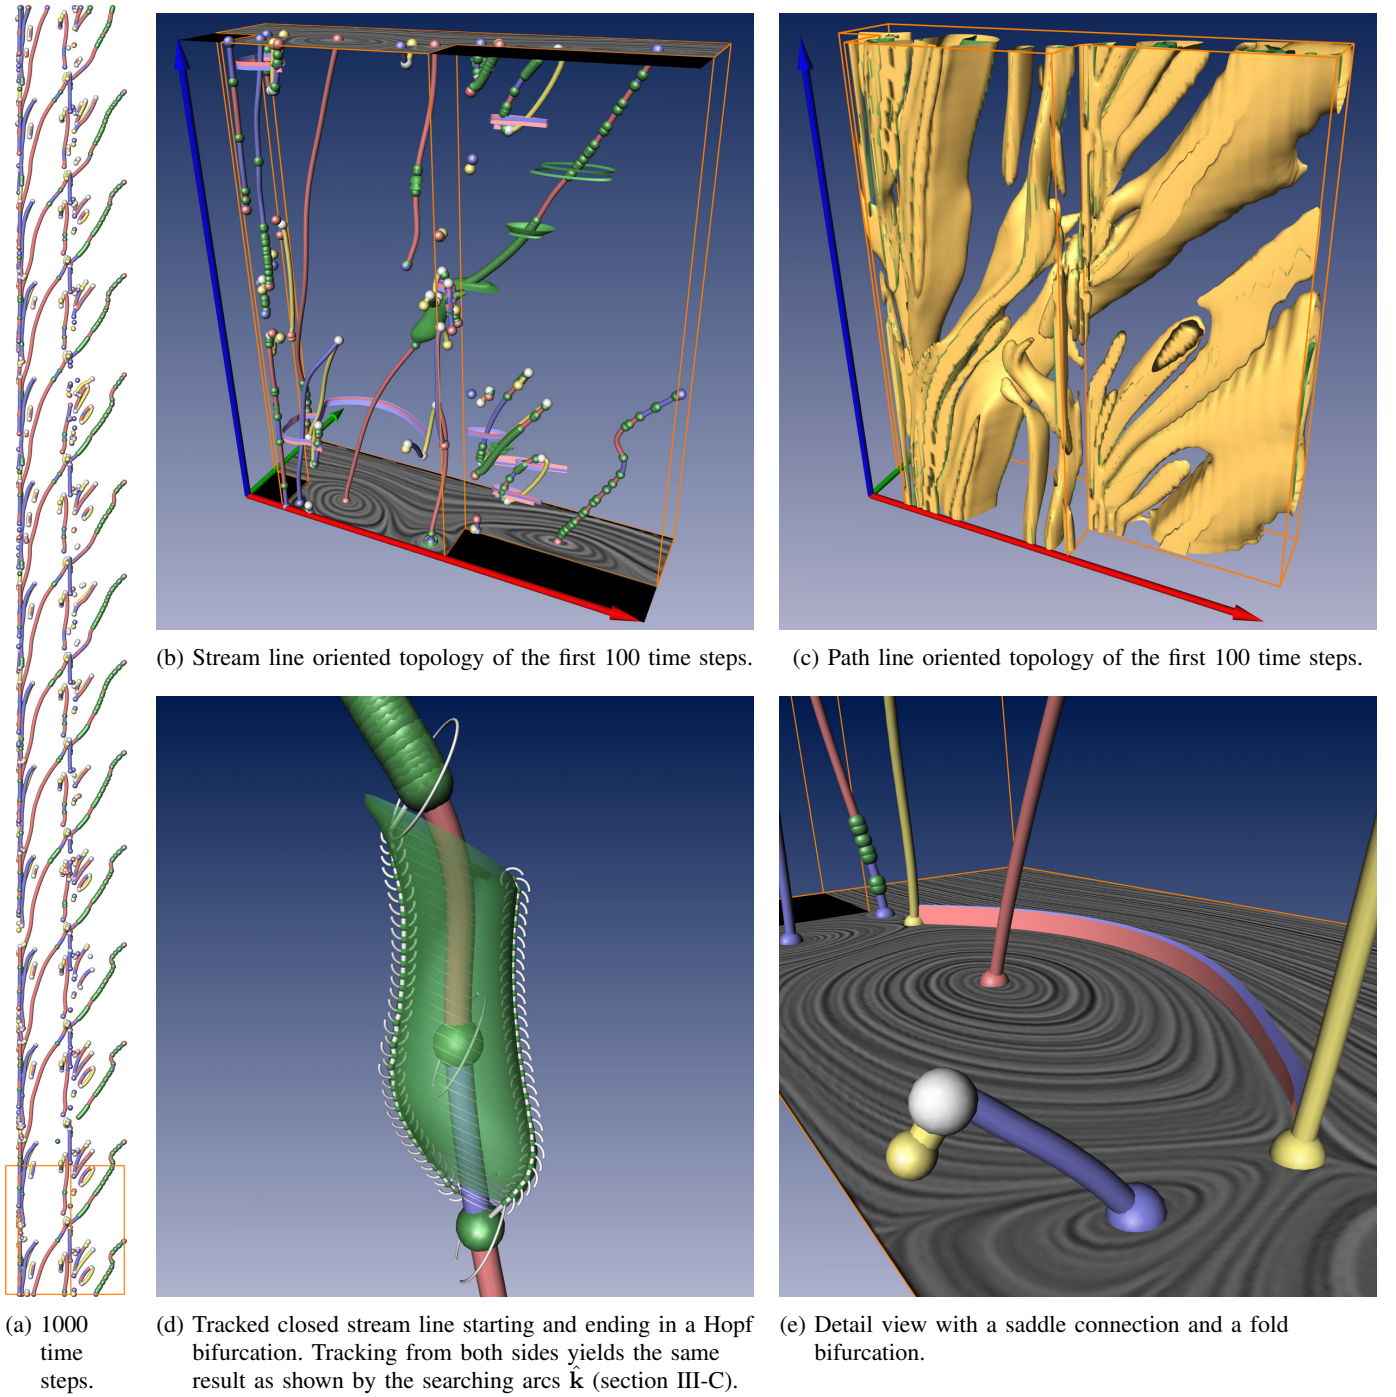 (b) Stream line oriented topology of the first 100 time steps.
(c) Path line oriented topology of the first 100 time steps.
(a) 1000
time
steps.
(d) Tracked closed stream line starting and ending in a Hopf
bifurcation. Tracking from both sides yields the same
result as shown by the searching arcs k̂ (section III-C).
(e) Detail view with a saddle connection and a fold
bifurcation.